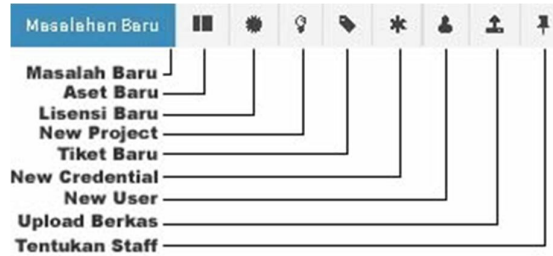 Masalahan Baru
Masalah Baru
Aset Baru
Lisensi Baru
New Project
Tiket Baru
New Credential
New User
Upload Berkas
Tentukan Staff